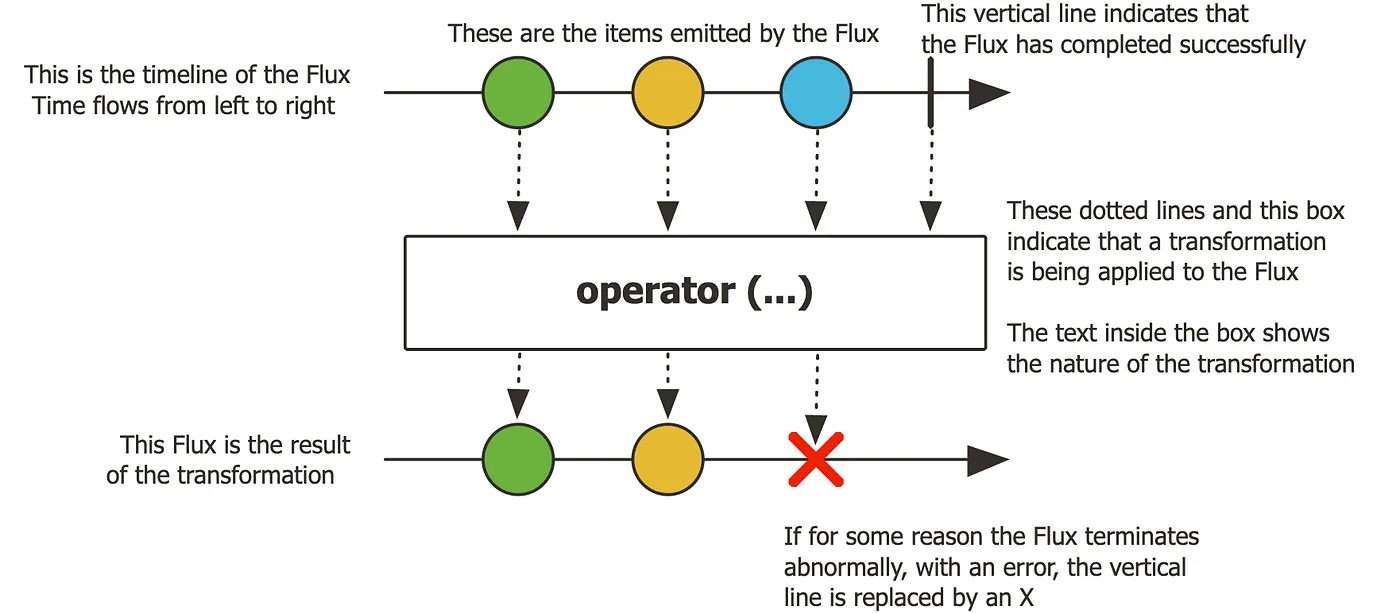 These are the items emitted by the Flux
This vertical line indicates that
the Flux has completed successfully
This is the timeline of the Flux
Time flows from left to right
These dotted lines and this box
indicate that a transformation
is being applied to the Flux
operator (...)
The text inside the box shows
the nature of the transformation
This Flux is the result
of the transformation
If for some reason the Flux terminates
abnormally, with an error, the vertical
line is replaced by an X